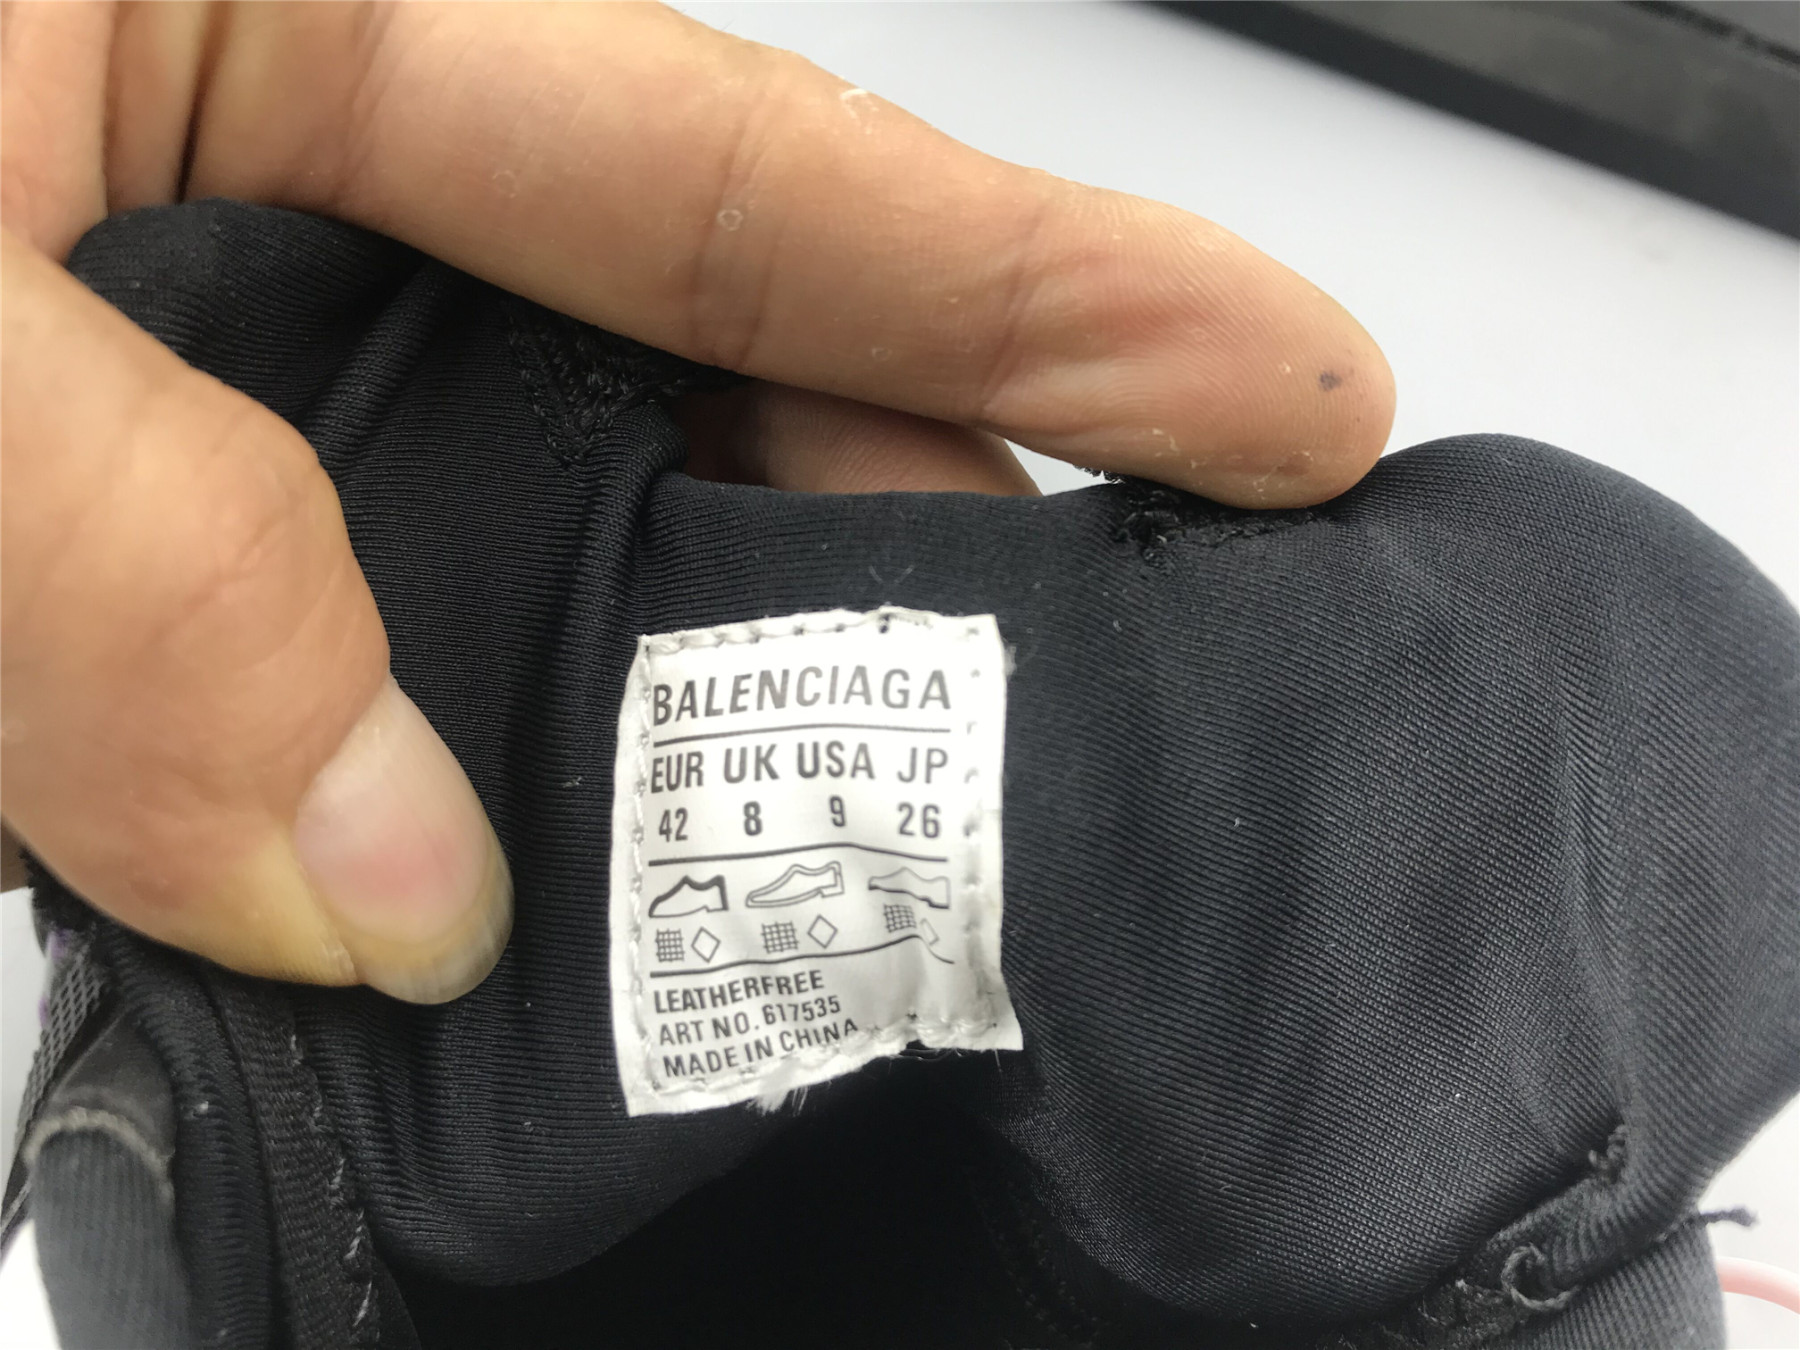 BALENCIAGA
EUR UK USA JP
42 8 9 26
LEATHERFREE
ART NO. 617535
MADE IN CHINA